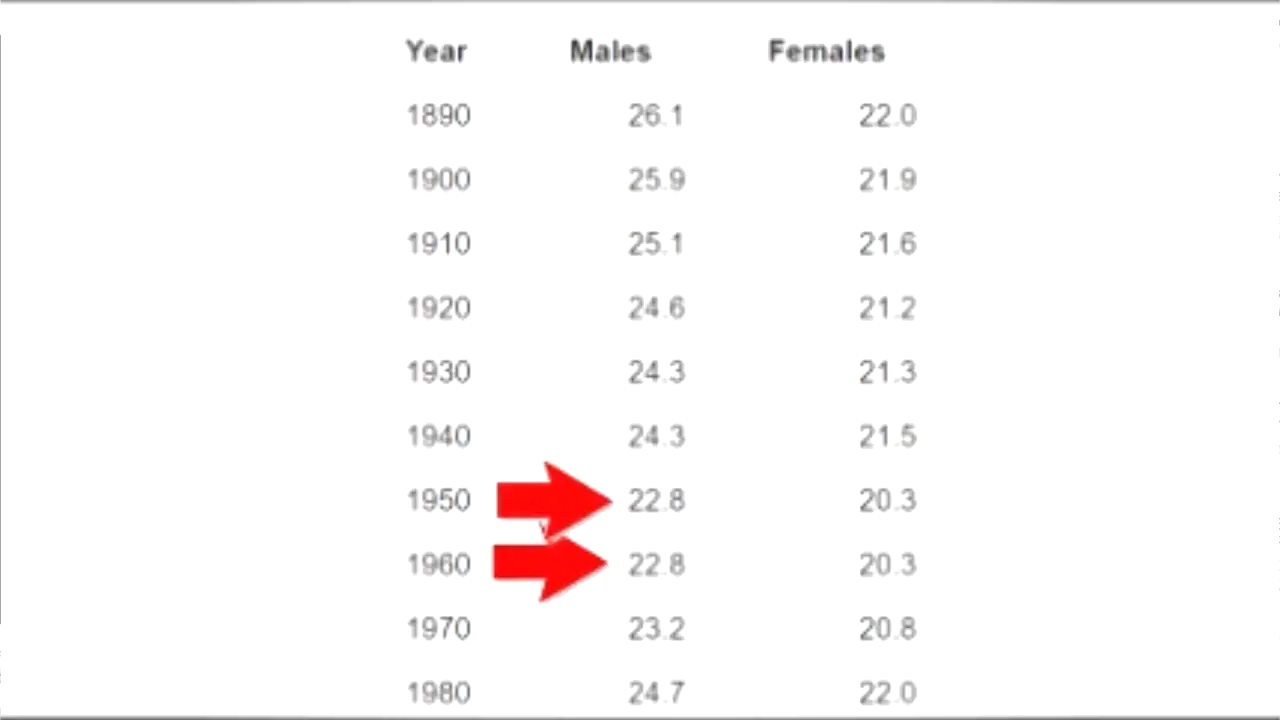 Year Males Females
1890 26.1 22.0
1900 25.9 21.9
1910 25.1 21.6
1920 24.6 21.2
1930 24.3 21.3
1940 24.3 21.5
1950 22.8 20.3
1960 22.8 20.3
1970 23.2 20.8
1980 24.7 22.0